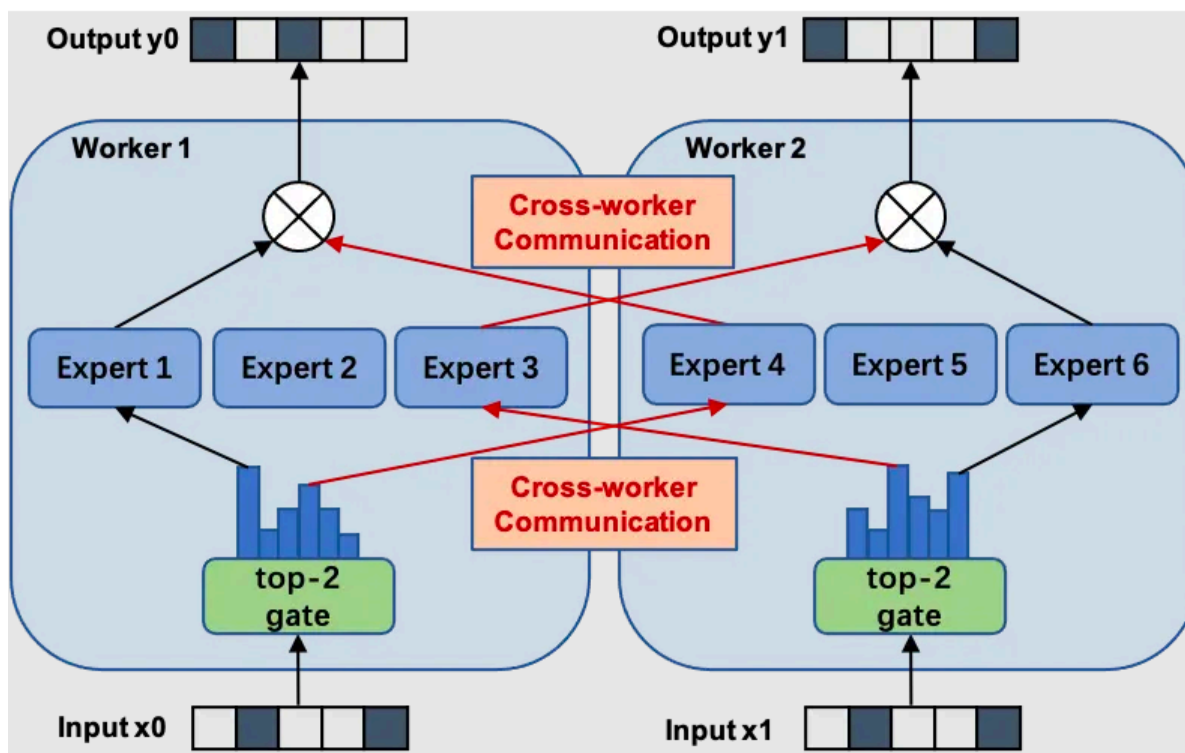 Output y0
Output y1
Worker 1
Worker 2
Cross-worker
Communication
Expert 1
Expert 2
Expert 3
Expert 4
Expert 5
Expert 6
Cross-worker
Communication
top-2
gate
top-2
gate
Input x0
Input x1